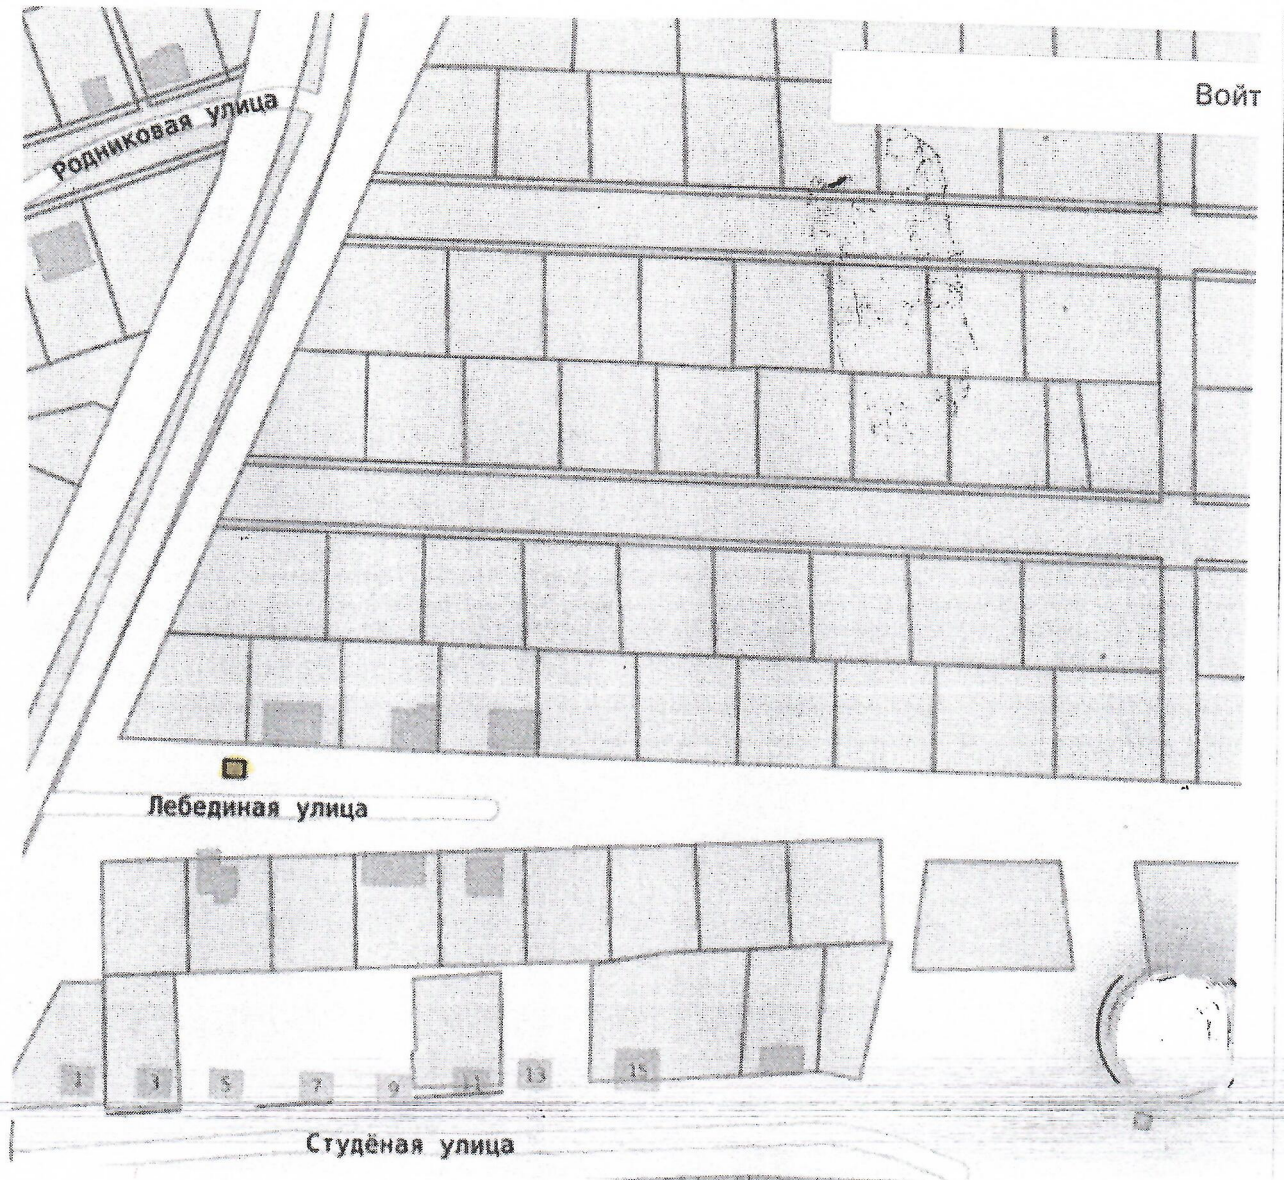 Войт
Родниковая улица
Лебединая улица
1 3 5 7 9 11 13 15
Студёная улица